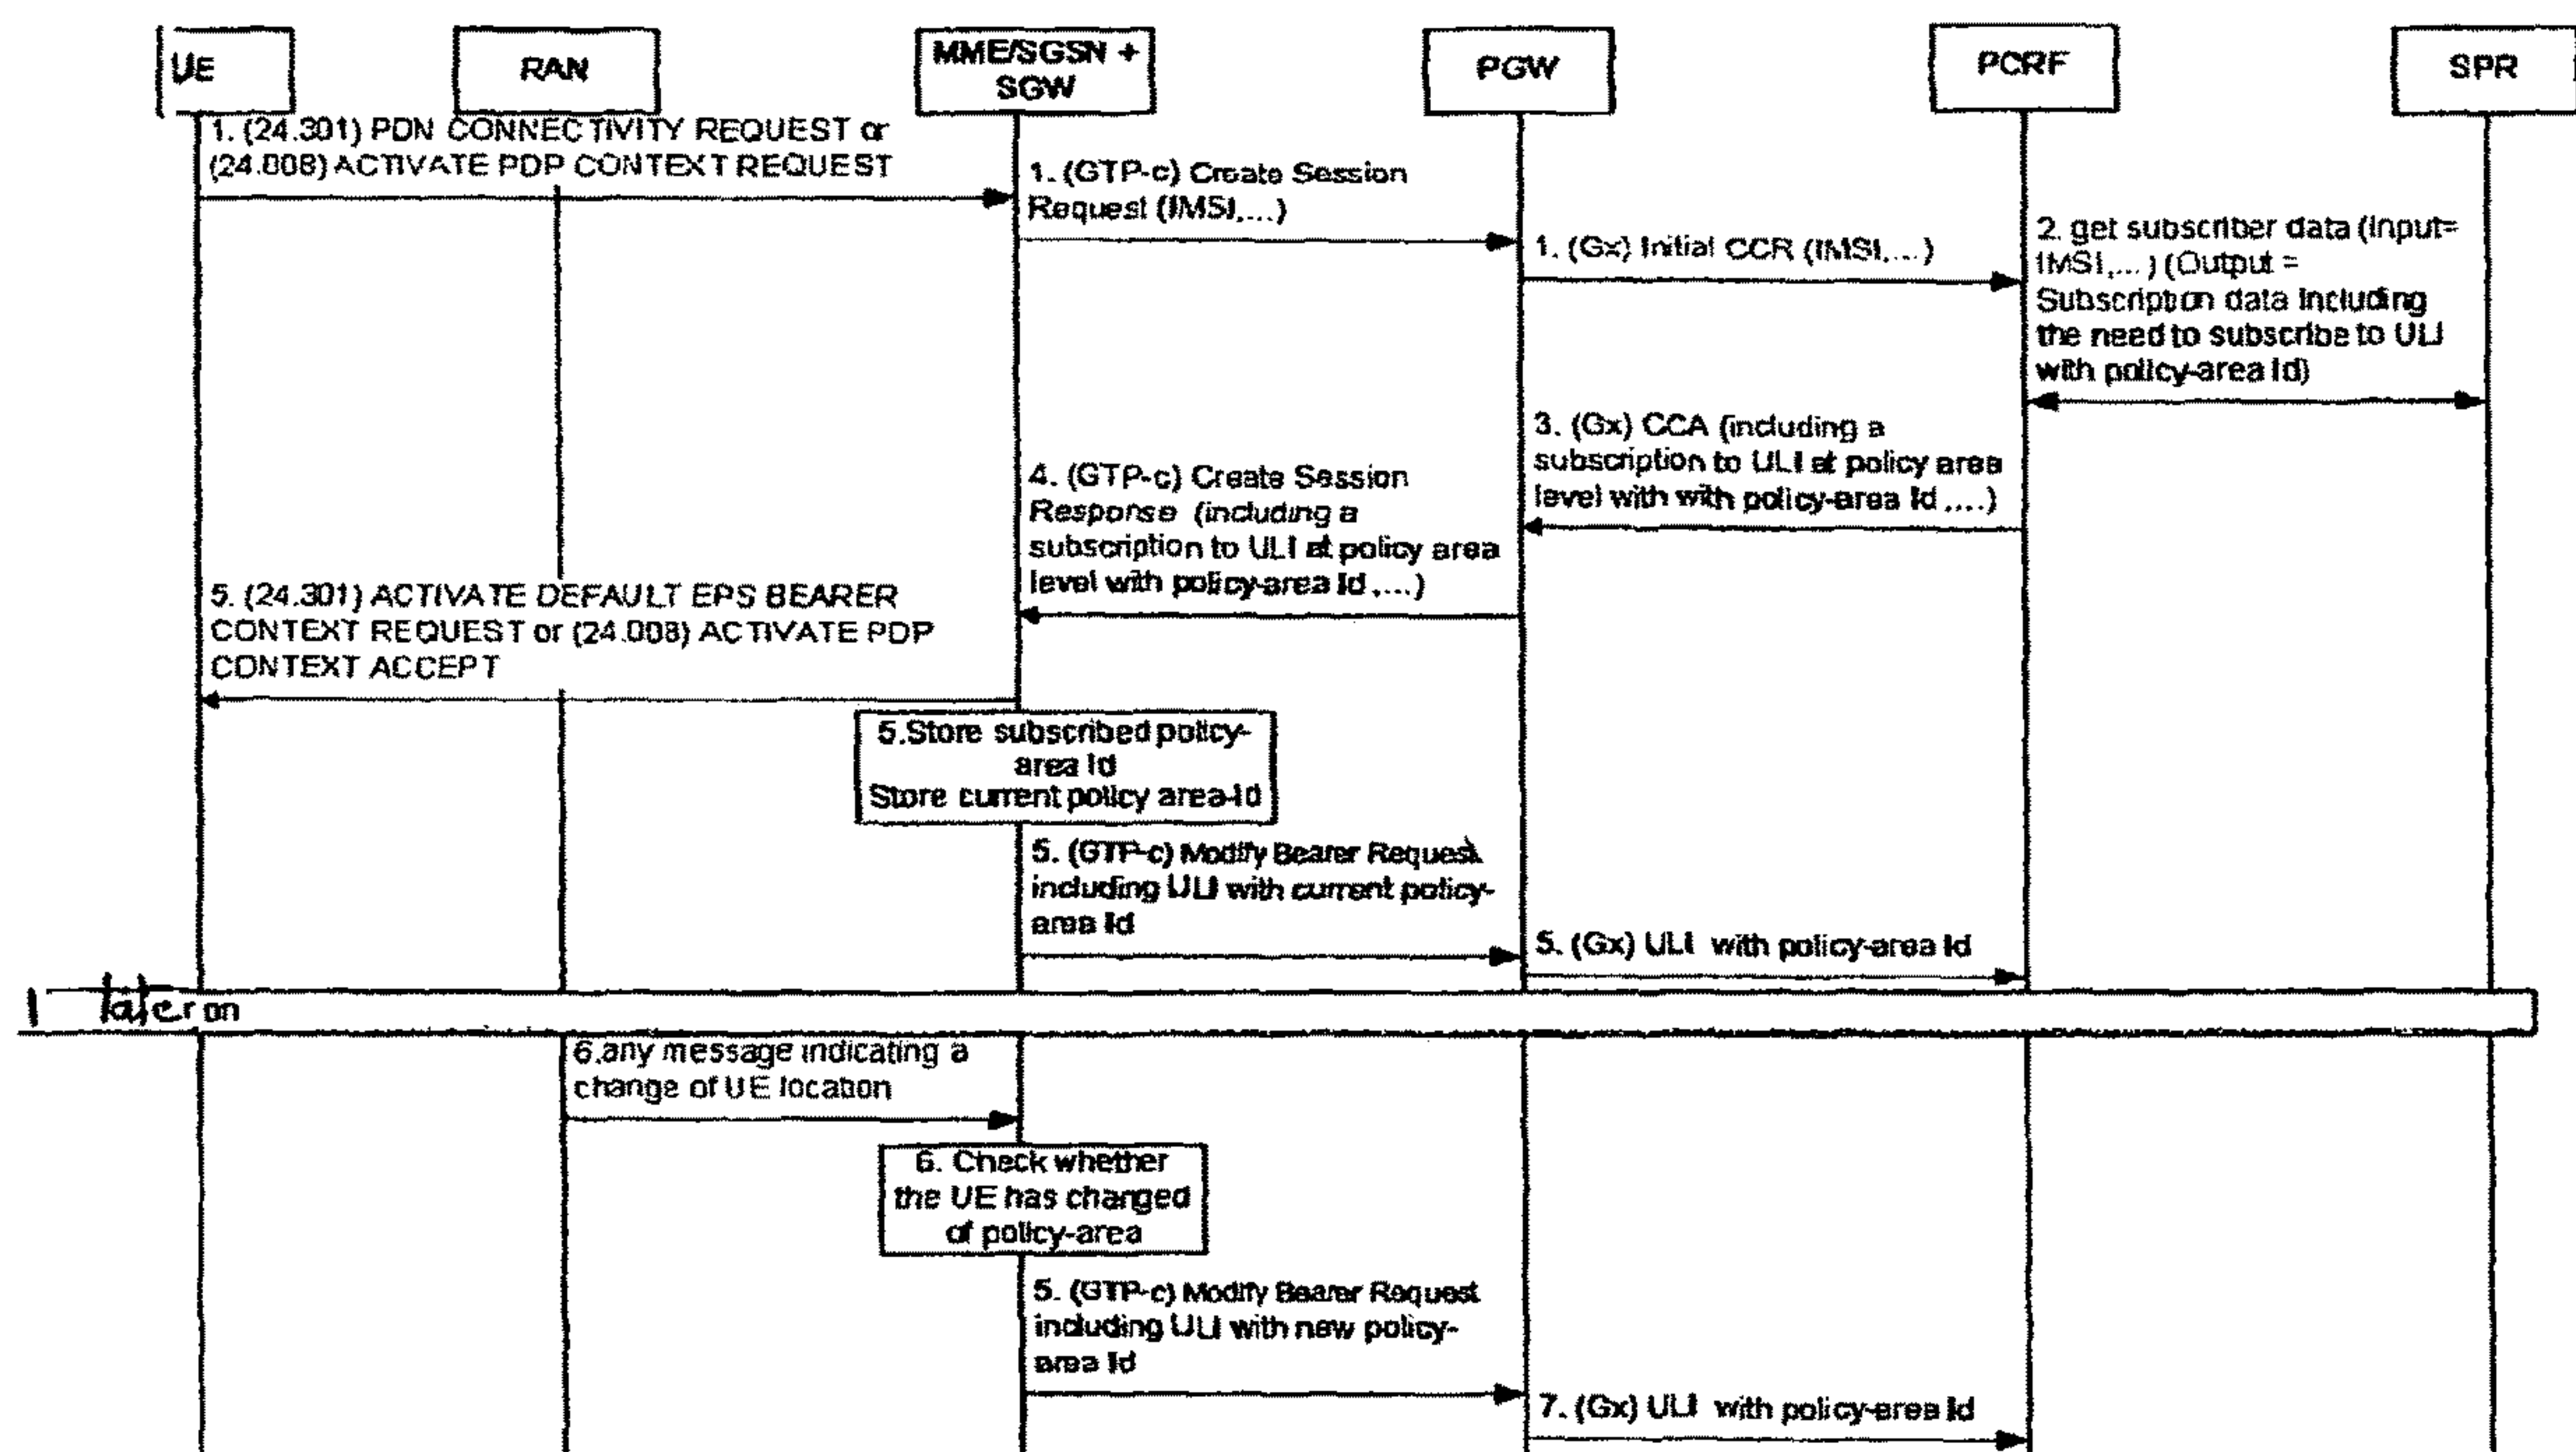 UE
RAN
MME/SGSN +
SGW
PGW
PCRF
SPR
1. (24.301) PDN CONNECTIVITY REQUEST or
(24.008) ACTIVATE PDP CONTEXT REQUEST
1. (GTP-c) Create Session
Request (IMSI,...)
1. (Gx) Initial CCR (IMSI,...)
2. get subscriber data (Input=
IMSI,... ) (Output =
Subscription data including
the need to subscribe to ULI
with policy-area Id)
3. (Gx) CCA (including a
subscription to ULI at policy area
level with with policy-area Id ,...)
4. (GTP-c) Create Session
Response (including a
subscription to ULI at policy area
level with policy-area Id ,...)
5. (24.301) ACTIVATE DEFAULT EPS BEARER
CONTEXT REQUEST or (24.008) ACTIVATE PDP
CONTEXT ACCEPT
5.Store subscribed policy-
area Id
Store current policy area-Id
5. (GTP-c) Modify Bearer Request
including ULI with current policy-
area Id
5. (Gx) ULI with policy-area Id
later on
6.any message indicating a
change of UE location
6. Check whether
the UE has changed
of policy-area
5. (GTP-c) Modify Bearer Request
including ULI with new policy-
area Id
7. (Gx) ULI with policy-area Id